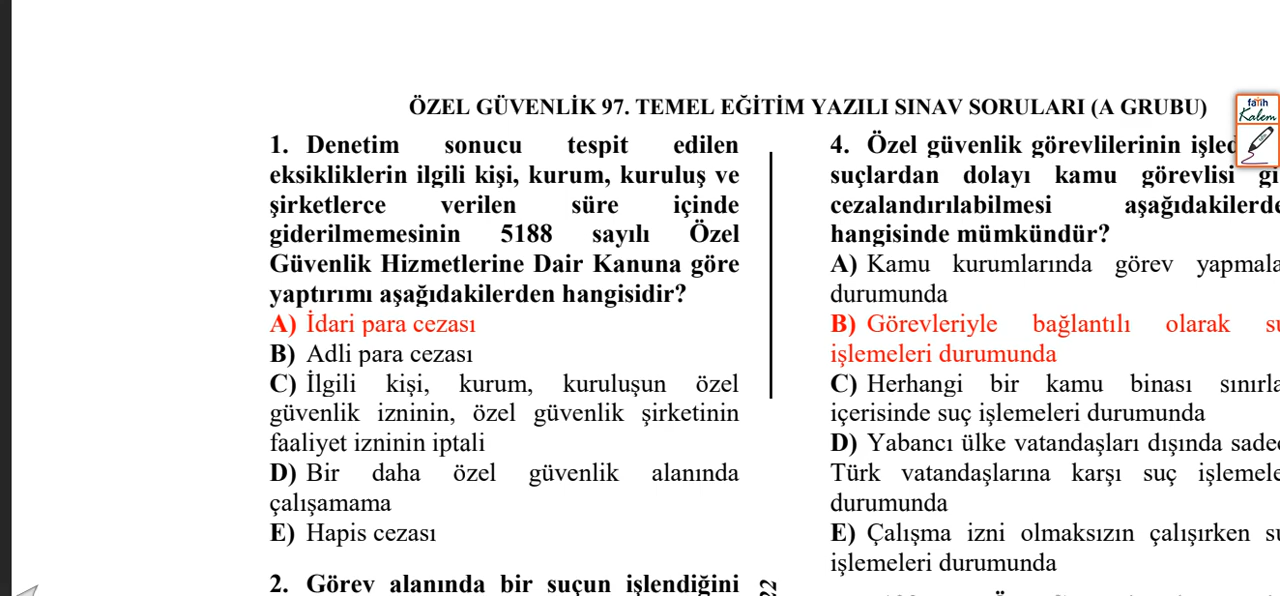 ÖZEL GÜVENLİK 97. TEMEL EĞİTİM YAZILI SINAV SORULARI (A GRUBU)
1. Denetim sonucu tespit edilen
eksikliklerin ilgili kişi, kurum, kuruluş ve
şirketlerce verilen süre içinde
giderilmemesinin 5188 sayılı Özel
Güvenlik Hizmetlerine Dair Kanuna göre
yaptırımı aşağıdakilerden hangisidir?
A) İdari para cezası
B) Adli para cezası
C) İlgili kişi, kurum, kuruluşun özel
güvenlik izninin, özel güvenlik şirketinin
faaliyet izninin iptali
D) Bir daha özel güvenlik alanında
çalışamama
E) Hapis cezası
2. Görev alanında bir suçun işlendiğini
22
4. Özel güvenlik görevlilerinin
suçlardan dolayı kamu görevlisi
cezalandırılabilmesi
hangisinde mümkündür?
A) Kamu kurumlarında görev
durumunda
B) Görevleriyle bağlantılı olarak
işlemeleri durumunda
C) Herhangi bir kamu binası
içerisinde suç işlemeleri durumunda
D) Yabancı ülke vatandaşları dışında
Türk vatandaşlarına karşı suç
durumunda
E) Çalışma izni olmaksızın çalışırken
işlemeleri durumunda
fatih
Kalem